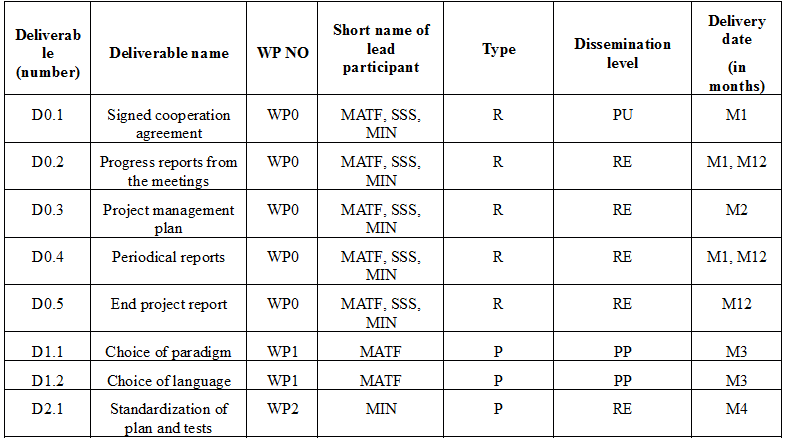 Deliverab
le
(number)
Deliverable name
WP NO
Short name of
lead
participant
Type
Dissemination
level
Delivery
date
(in
months)
D0.1
Signed cooperation
agreement
WP0
MATF, SSS,
MIN
R
PU
M1
D0.2
Progress reports from
the meetings
WP0
MATF, SSS,
MIN
R
RE
M1, M12
D0.3
Project management
plan
WP0
MATF, SSS,
MIN
R
RE
M2
D0.4
Periodical reports
WP0
MATF, SSS,
MIN
R
RE
M1, M12
D0.5
End project report
WP0
MATF, SSS,
MIN
R
RE
M12
D1.1
Choice of paradigm
WP1
MATF
P
PP
M3
D1.2
Choice of language
WP1
MATF
P
PP
M3
D2.1
Standardization of
plan and tests
WP2
MIN
P
RE
M4